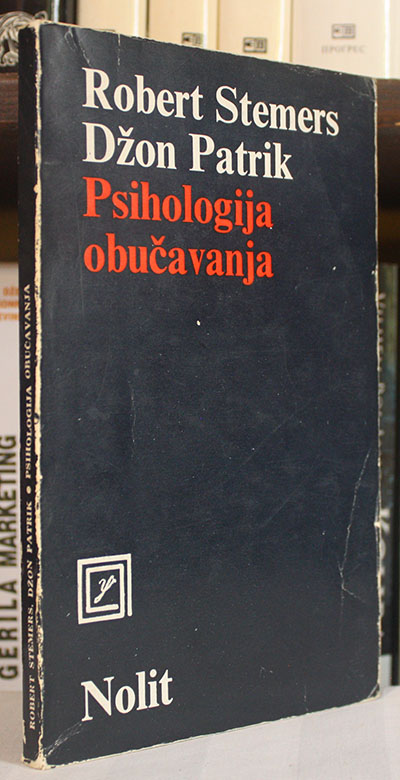 Robert Stemers
Džon Patrik
Psihologija
obučavanja
Nolit
ROBERT STEMERS, DŽON PATRIK • PSIHOLOGIJA OBUČAVANJA
GERILA MARKETING
ПРОГРЕС